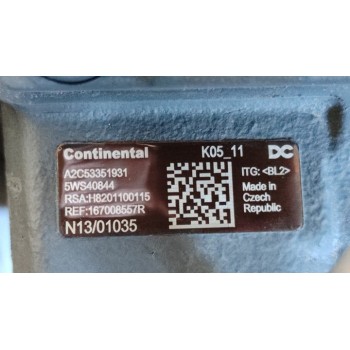 Continental K05_11 DC
A2C53351931 ITG: <BL2>
5WS40844 Made in
RSA:H8201100115 Czech
REF:167008557R Republic
N13/01035